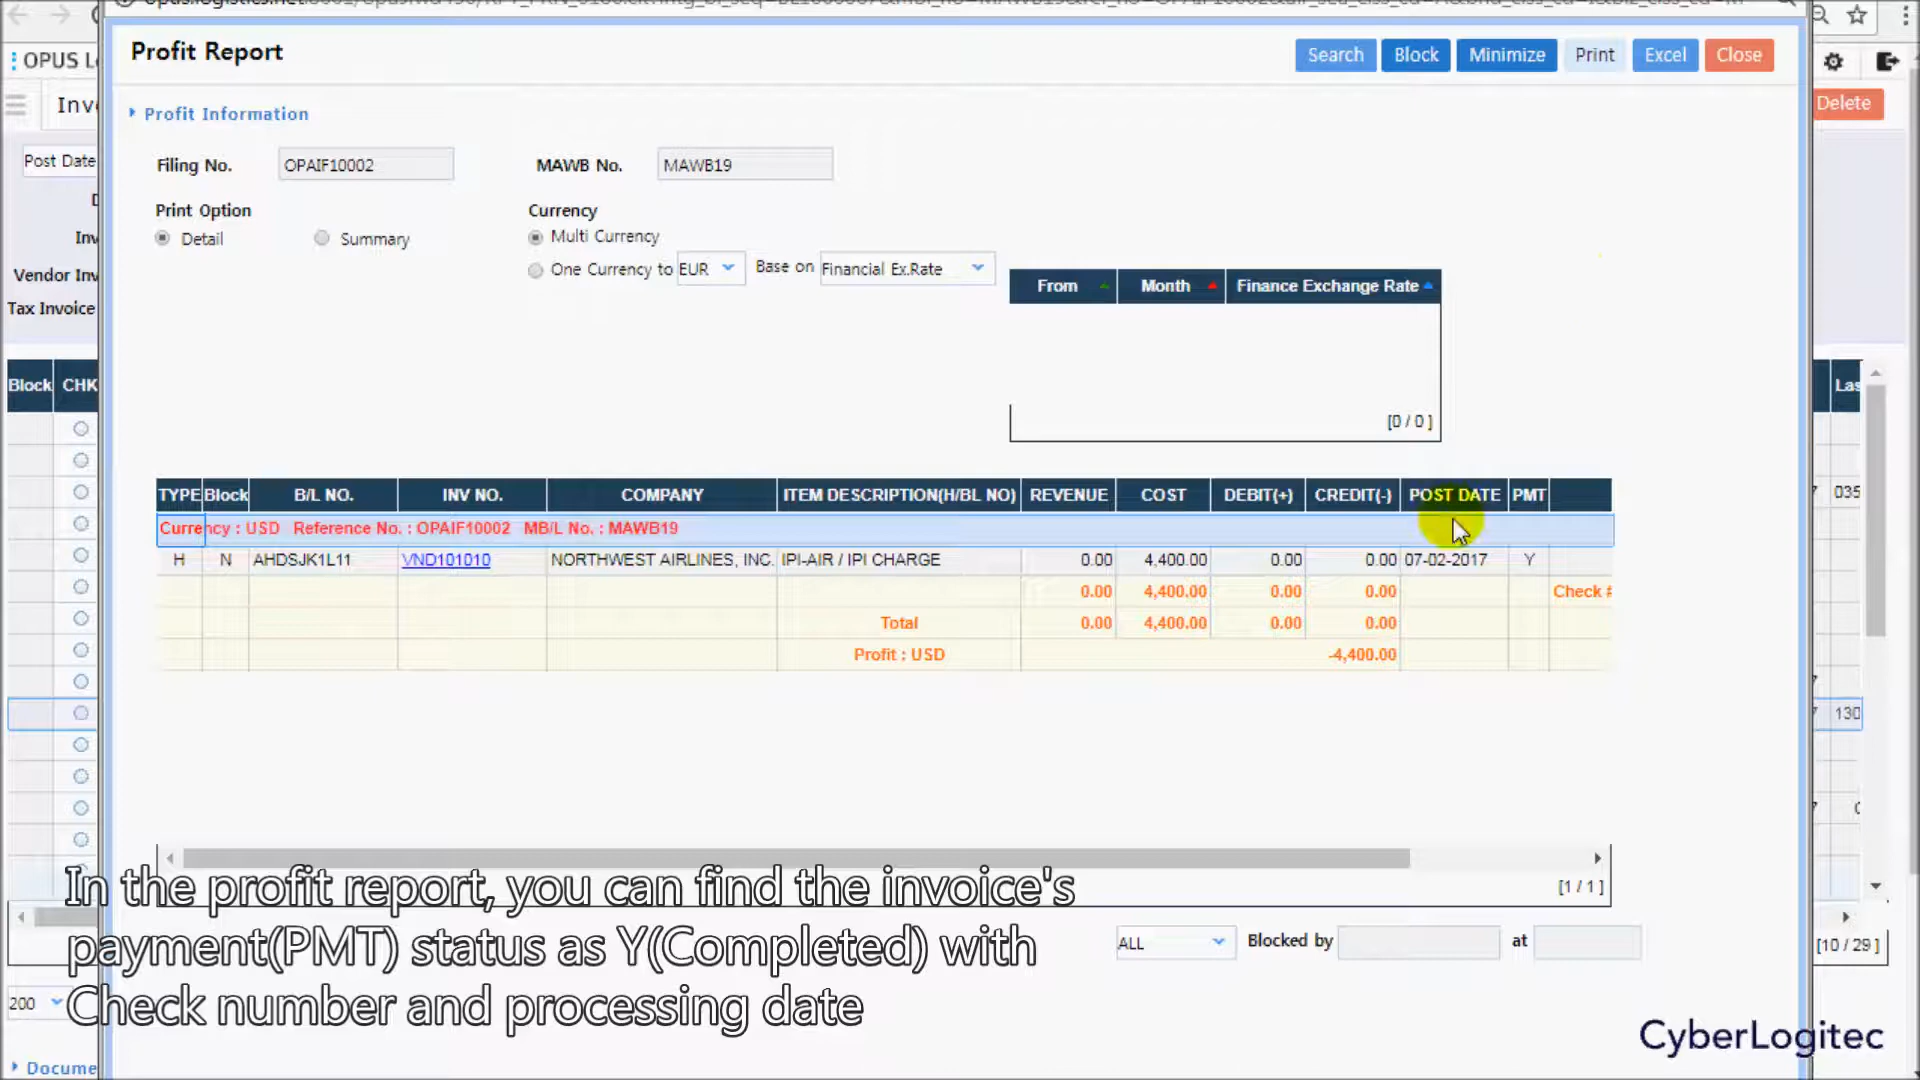 Profit Report
Search Block Minimize Print Excel Close
OPUS L
Inv
Delete
Profit Information
Post Date
Filing No. OPAIF10002 MAWB No. MAWB19
Print Option Currency
Detail Summary Multi Currency
One Currency to EUR Base on Financial Ex.Rate
Inv
Vendor Inv
Tax Invoice
From Month Finance Exchange Rate
[0 / 0 ]
Block CHK
Las
TYPE Block B/L NO. INV NO. COMPANY ITEM DESCRIPTION(H/BL NO) REVENUE COST DEBIT(+) CREDIT(-) POST DATE PMT
035
Currency : USD Reference No. : OPAIF10002 MB/L No. : MAWB19
H N AHDSJK1L11 VND101010 NORTHWEST AIRLINES, INC. IPI-AIR / IPI CHARGE 0.00 4,400.00 0.00 0.00 07-02-2017 Y
0.00 4,400.00 0.00 0.00 Check #
Total 0.00 4,400.00 0.00 0.00
Profit : USD -4,400.00
130
[1 / 1 ]
In the profit report, you can find the invoice's
payment(PMT) status as Y(Completed) with
Check number and processing date
ALL Blocked by at
[10 / 29 ]
200
CyberLogitec
Docume